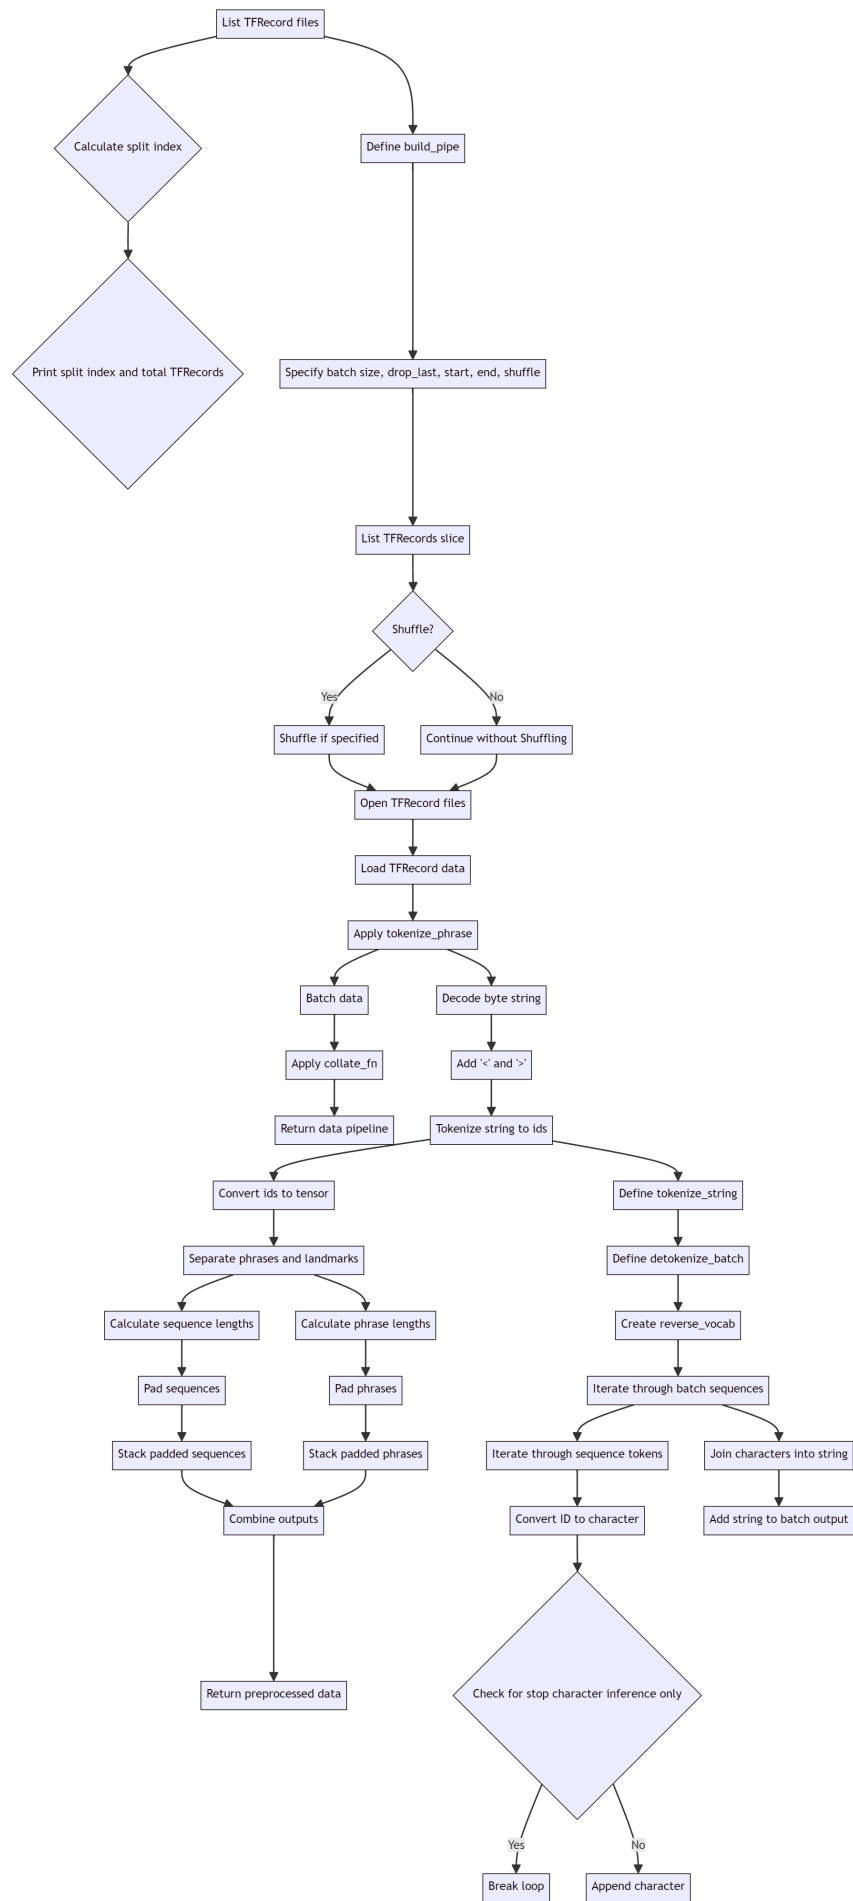 List TFRecord files
Calculate split index
Define build_pipe
Print split index and total TFRecords
Specify batch size, drop_last, start, end, shuffle
List TFRecords slice
Shuffle?
Yes
No
Shuffle if specified
Continue without Shuffling
Open TFRecord files
Load TFRecord data
Apply tokenize_phrase
Batch data
Decode byte string
Apply collate_fn
Add '<' and '>'
Return data pipeline
Tokenize string to ids
Convert ids to tensor
Define tokenize_string
Separate phrases and landmarks
Define detokenize_batch
Calculate sequence lengths
Calculate phrase lengths
Create reverse_vocab
Pad sequences
Pad phrases
Iterate through batch sequences
Stack padded sequences
Stack padded phrases
Iterate through sequence tokens
Join characters into string
Combine outputs
Convert ID to character
Add string to batch output
Return preprocessed data
Check for stop character inference only
Yes
No
Break loop
Append character